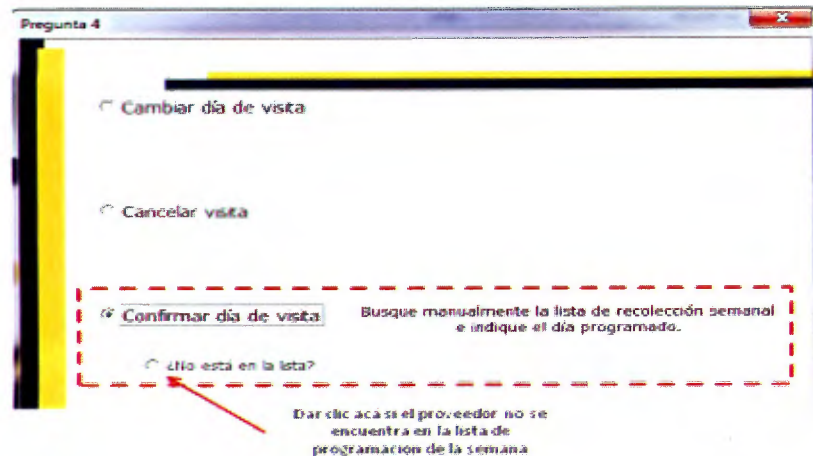 Pregunta 4
Cambiar día de visita
Cancelar visita
Confirmar día de visita
Busque manualmente la lista de recolección semanal
e indique el día programado.
¿No está en la lista?
Dar clic aca si el proveedor no se
encuentra en la lista de
programación de la semana